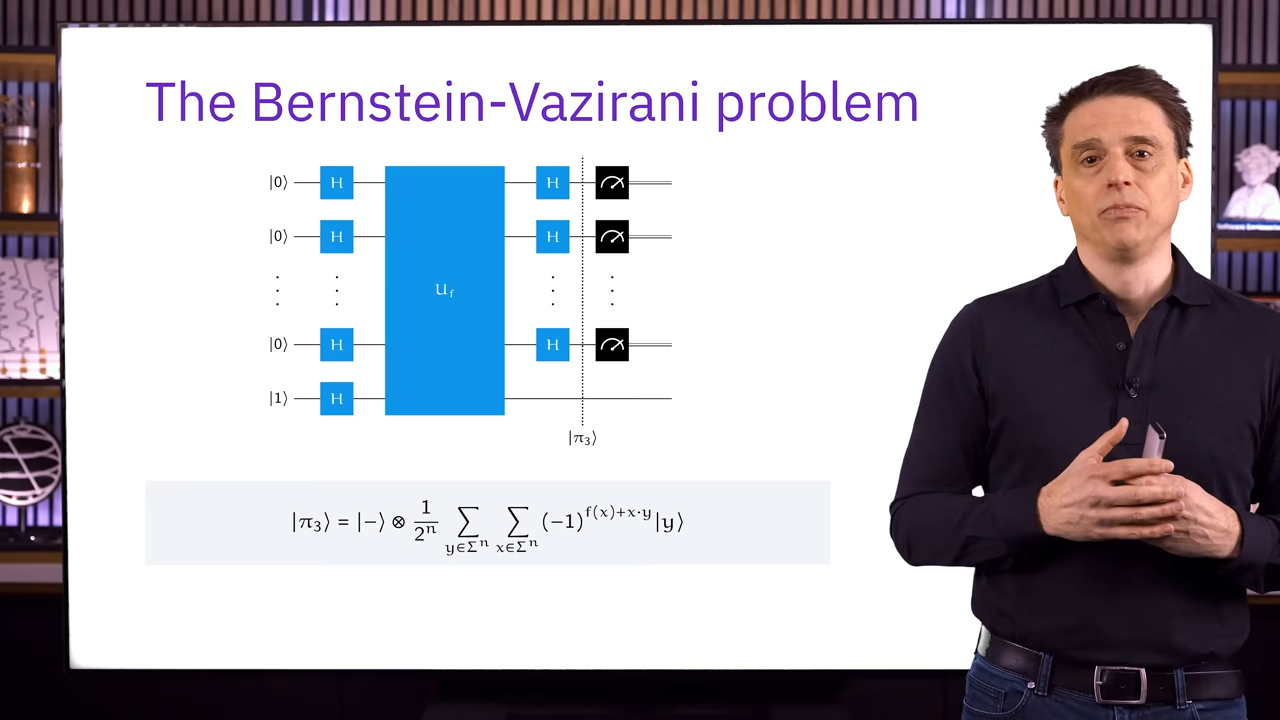 The Bernstein-Vazirani problem
|0⟩ H H
|0⟩ H H
U_f
|0⟩ H H
|1⟩ H
|π₃⟩
|π₃⟩ = |−⟩ ⊗ 1/2ⁿ ∑_{y∈Σⁿ} ∑_{x∈Σⁿ} (−1)^{f(x)+x·y} |y⟩